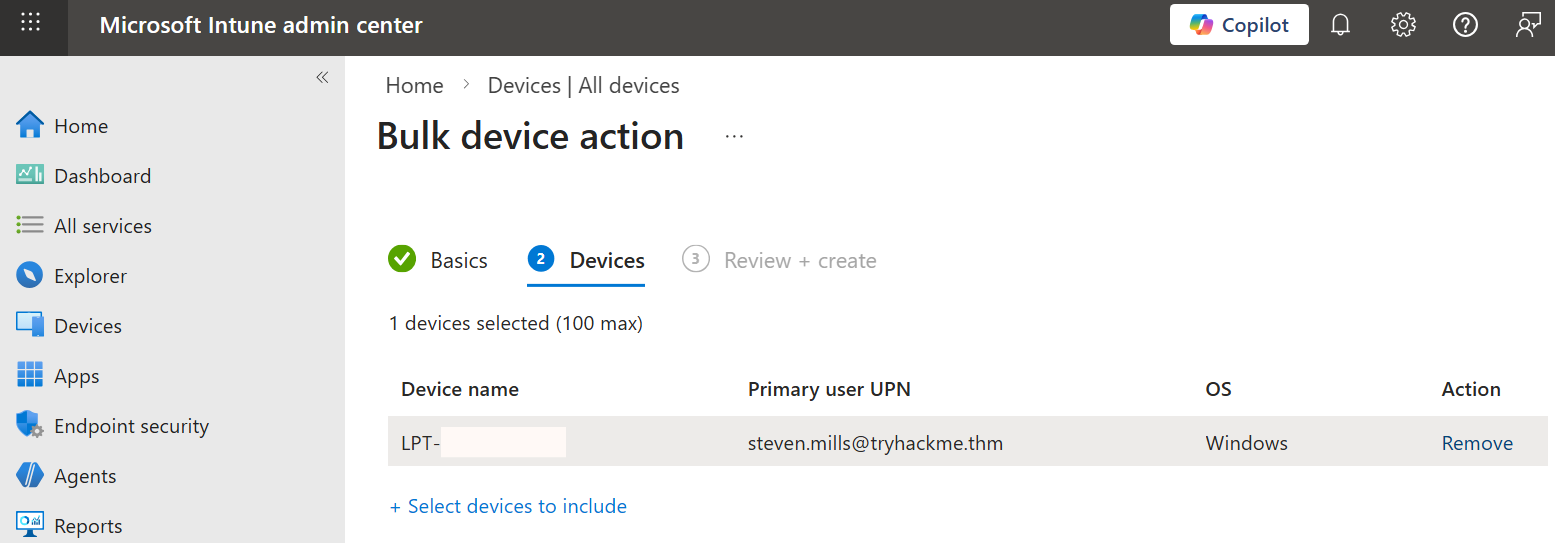 Microsoft Intune admin center
Copilot
Home
Dashboard
All services
Explorer
Devices
Apps
Endpoint security
Agents
Reports
Home > Devices | All devices
Bulk device action ...
Basics 2 Devices 3 Review + create
1 devices selected (100 max)
Device name Primary user UPN OS Action
LPT- steven.mills@tryhackme.thm Windows Remove
+ Select devices to include